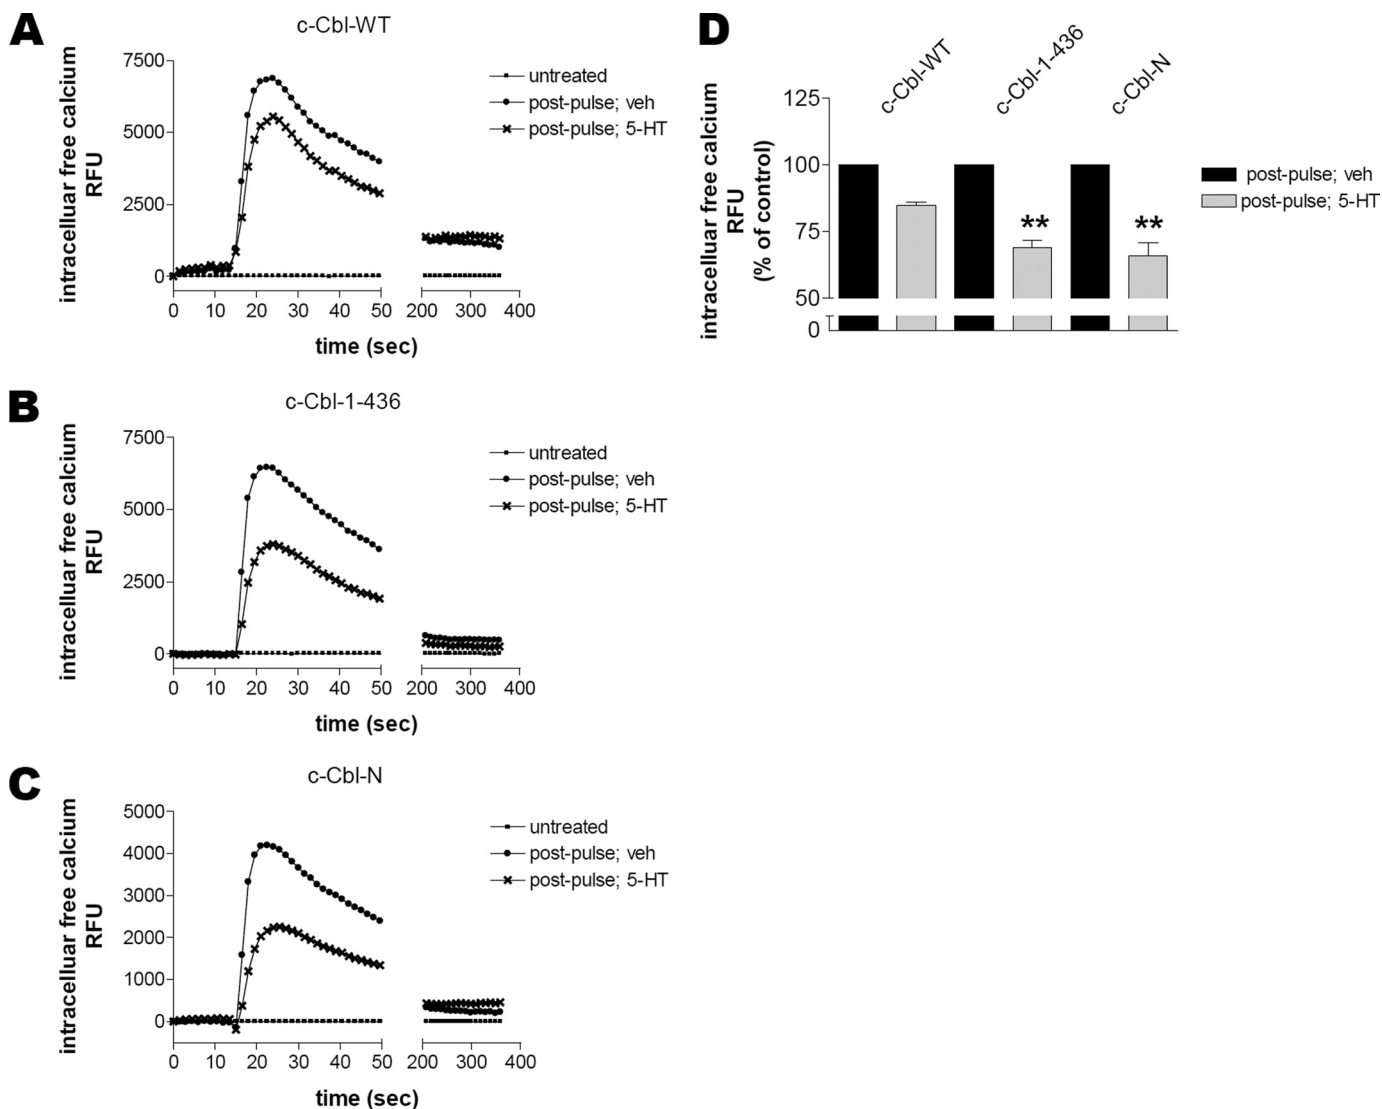 A
c-Cbl-WT
intracelluar free calcium
RFU
7500
5000
2500
0
0 10 20 30 40 50 200 300 400
time (sec)
untreated
post-pulse; veh
post-pulse; 5-HT
B
c-Cbl-1-436
intracelluar free calcium
RFU
7500
5000
2500
0
0 10 20 30 40 50 200 300 400
time (sec)
untreated
post-pulse; veh
post-pulse; 5-HT
C
c-Cbl-N
intracelluar free calcium
RFU
5000
4000
3000
2000
1000
0
0 10 20 30 40 50 200 300 400
time (sec)
untreated
post-pulse; veh
post-pulse; 5-HT
D
c-Cbl-WT
c-Cbl-1-436
c-Cbl-N
intracelluar free calcium
RFU
(% of control)
125
100
75
50
0
** **
post-pulse; veh
post-pulse; 5-HT